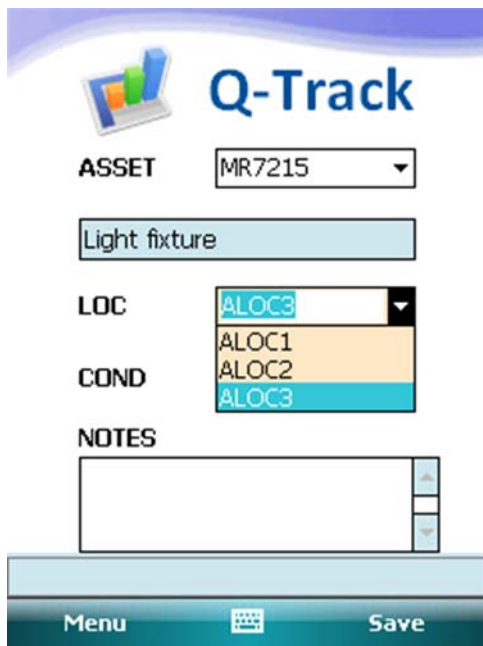 Q-Track
ASSET MR7215
Light fixture
LOC ALOC3
ALOC1
ALOC2
COND
ALOC3
NOTES
Menu Save